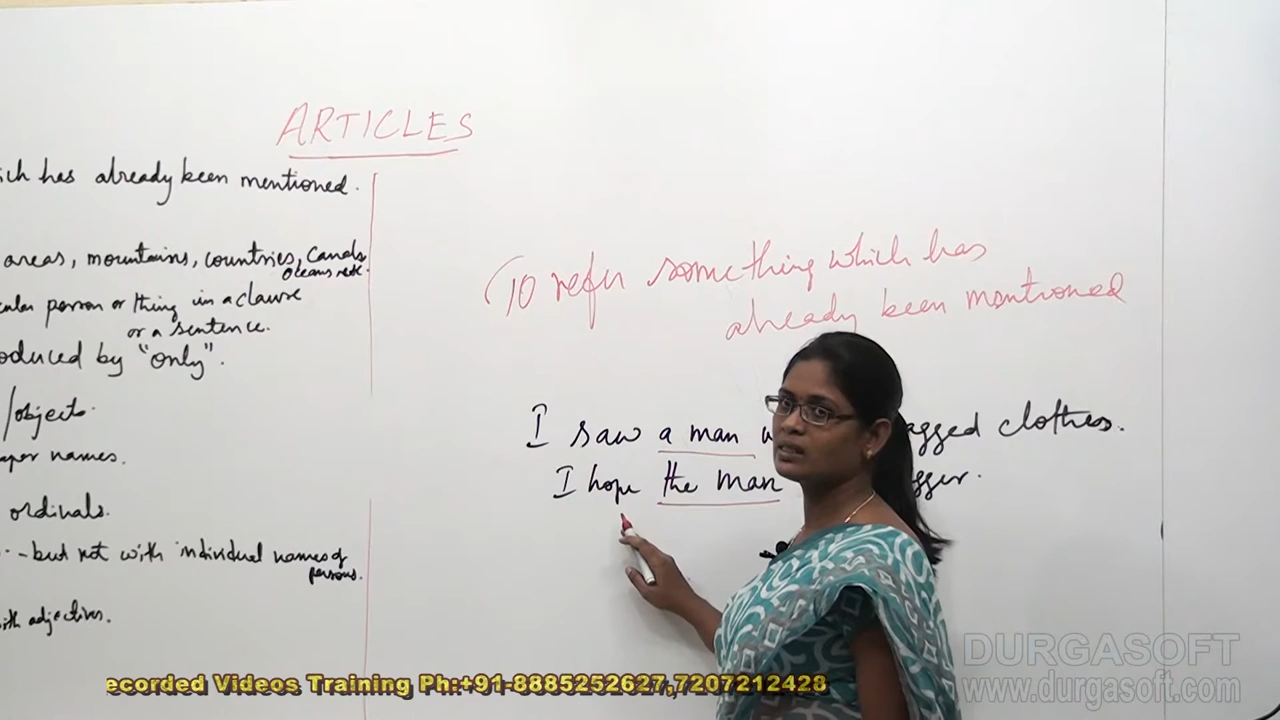 ARTICLES
ich has already been mentioned.
areas, mountains, countries, canals
oceans etc.
cular person or thing in a clause
or a sentence.
oduced by "only".
/objects.
aper names.
ordinals.
- but not with individual names of
persons.
ith adjectives.
(To refer something which has
already been mentioned
I saw a man w agged clothes.
I hope the man gger.
ecorded Videos Training Ph:+91-8885252627,7207212428
DURGASOFT
www.durgasoft.com